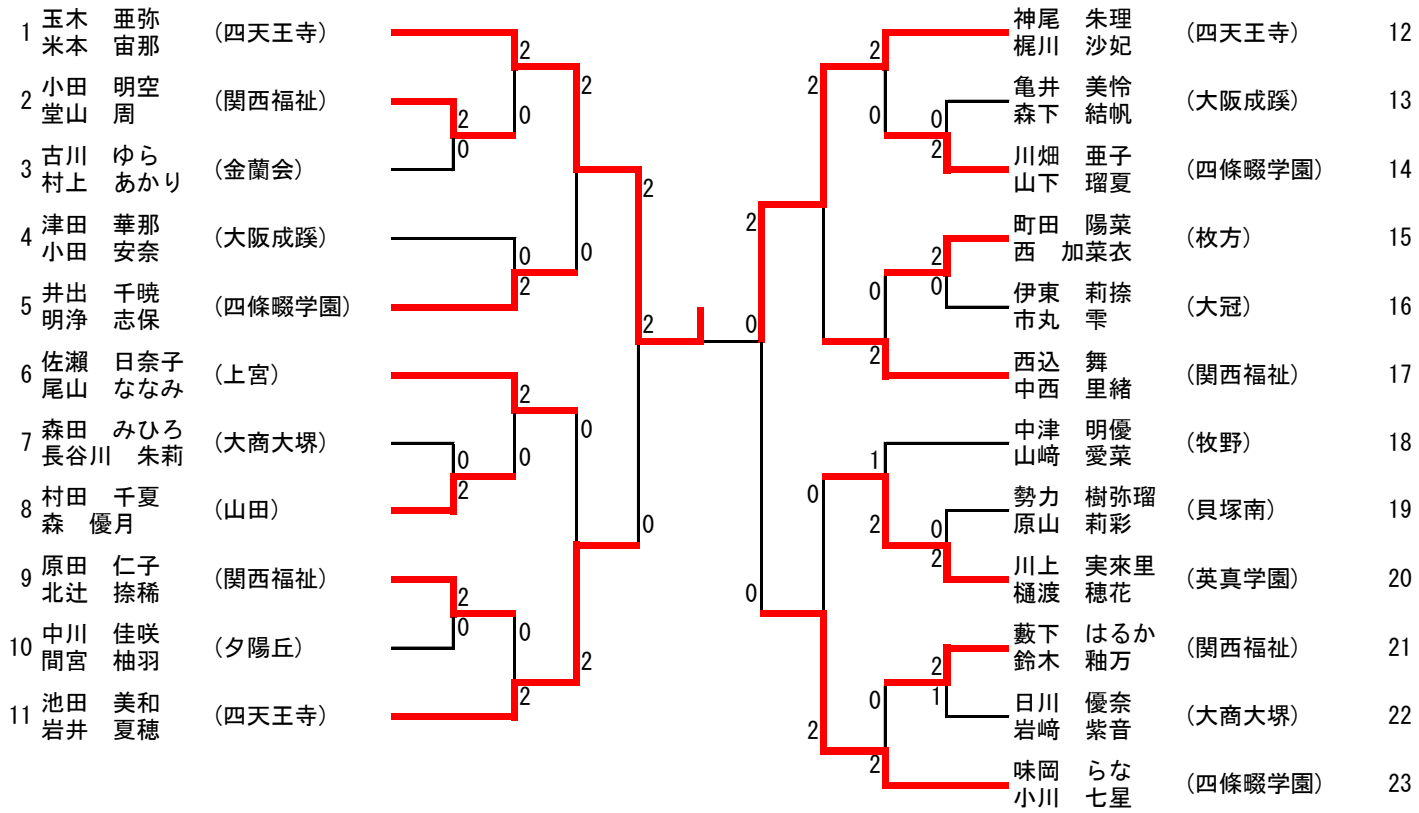 1 玉木 亜弥
米本 宙那 (四天王寺)
2 小田 明空
堂山 周 (関西福祉)
3 古川 ゆら
村上 あかり (金蘭会)
4 津田 華那
小田 安奈 (大阪成蹊)
5 井出 千暁
明浄 志保 (四條畷学園)
6 佐瀬 日奈子
尾山 ななみ (上宮)
7 森田 みひろ
長谷川 朱莉 (大商大堺)
8 村田 千夏
森 優月 (山田)
9 原田 仁子
北辻 捺稀 (関西福祉)
10 中川 佳咲
間宮 柚羽 (夕陽丘)
11 池田 美和
岩井 夏穂 (四天王寺)
2
2
0
2
0
2
0
0
2
2
2
0
0
0
2
0
2
0
0
2
2
神尾 朱理
梶川 沙妃 (四天王寺) 12
亀井 美怜
森下 結帆 (大阪成蹊) 13
川畑 亜子
山下 瑠夏 (四條畷学園) 14
町田 陽菜
西 加菜衣 (枚方) 15
伊東 莉捺
市丸 雫 (大冠) 16
西込 舞
中西 里緒 (関西福祉) 17
中津 明優
山﨑 愛菜 (牧野) 18
勢力 樹弥瑠
原山 莉彩 (貝塚南) 19
川上 実來里
樋渡 穂花 (英真学園) 20
藪下 はるか
鈴木 釉万 (関西福祉) 21
日川 優奈
岩﨑 紫音 (大商大堺) 22
味岡 らな
小川 七星 (四條畷学園) 23
2
2
0
0
2
2
2
0
0
0
2
1
0
2
0
2
0
2
0
1
2
2